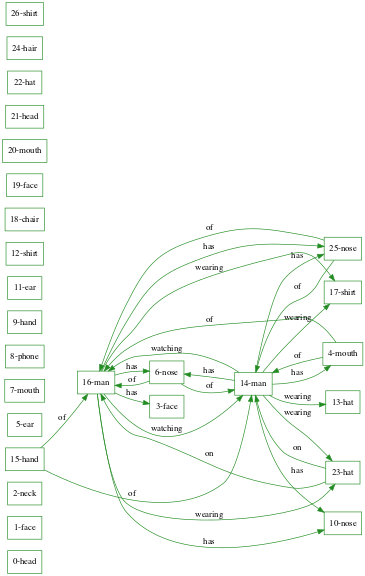 26-shirt
24-hair
22-hat
21-head
20-mouth
19-face
18-chair
12-shirt
11-ear
9-hand
8-phone
7-mouth
5-ear
15-hand
2-neck
1-face
0-head
16-man
6-nose
3-face
14-man
25-nose
17-shirt
4-mouth
13-hat
23-hat
10-nose
of
has
has
wearing
of
of
wearing
watching
of
has
has
of
has
has
of
of
wearing
watching
wearing
on
on
has
of
wearing
has